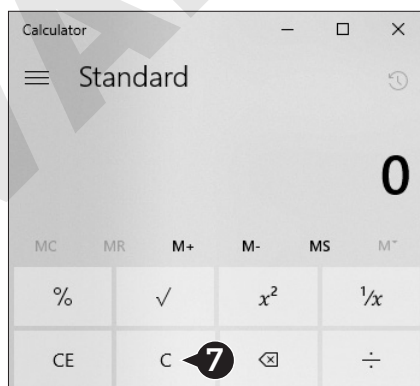 Calculator
Standard
0
MC MR M+ M- MS M˅
% √ x² ¹/x
CE C 7 ÷